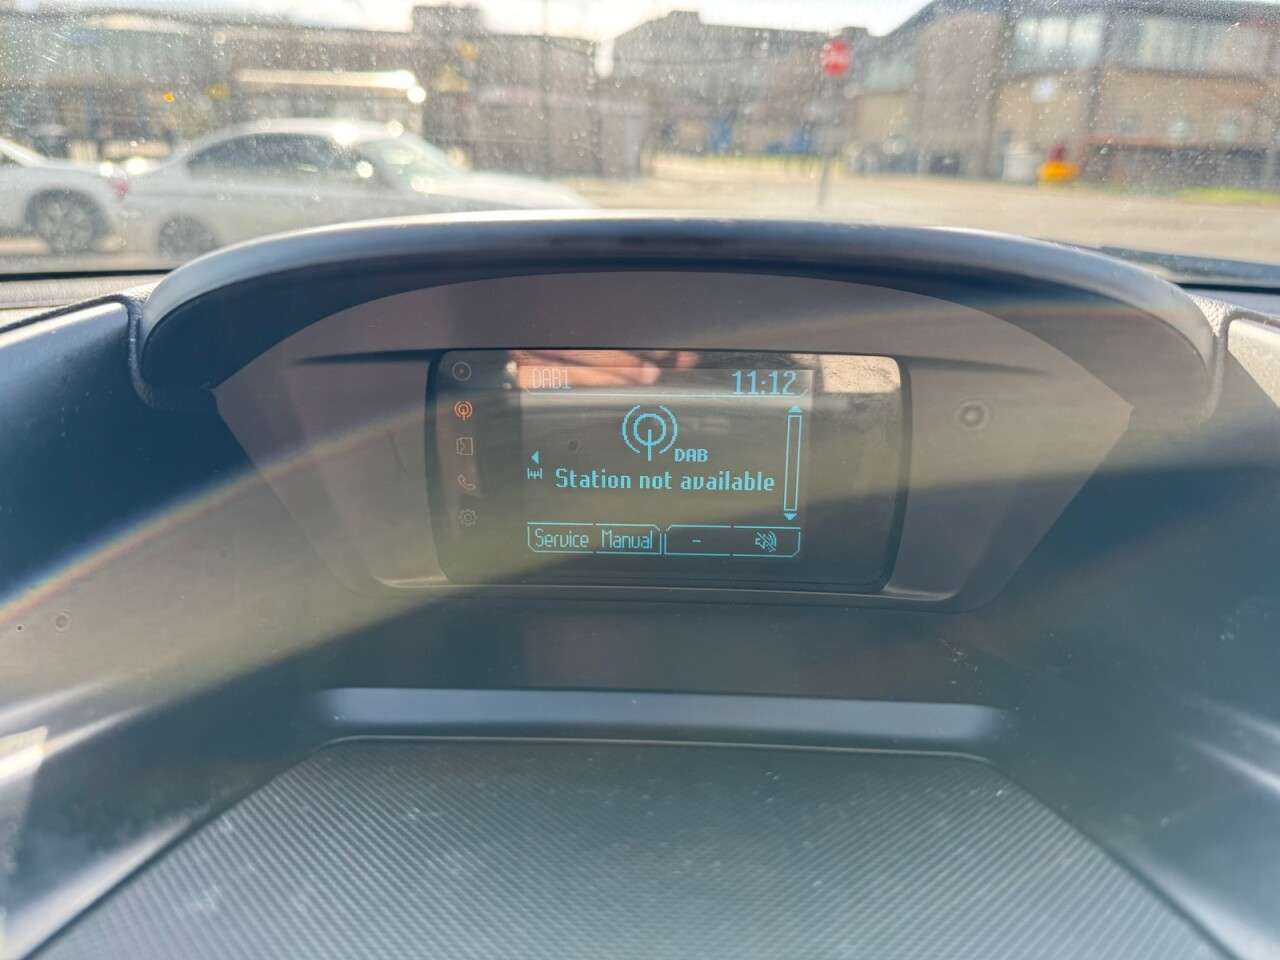 DAB1 11:12
DAB
Station not available
Service Manual -